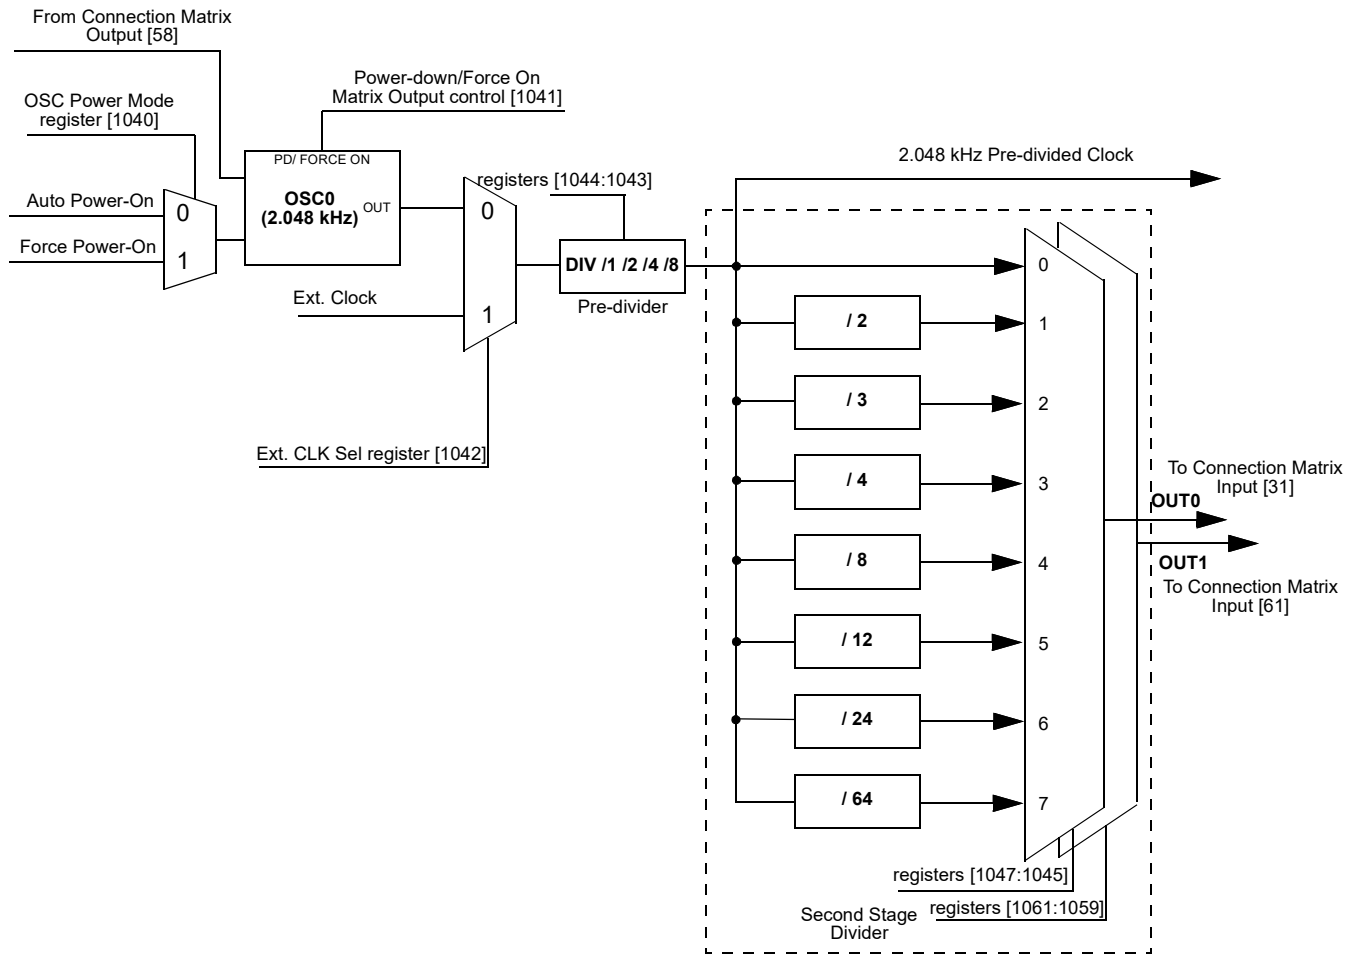 From Connection Matrix
Output [58]
Power-down/Force On
Matrix Output control [1041]
OSC Power Mode
register [1040]
PD/ FORCE ON
OSC0
(2.048 kHz)
OUT
Auto Power-On
Force Power-On
0
1
registers [1044:1043]
0
1
Ext. Clock
DIV /1 /2 /4 /8
Pre-divider
Ext. CLK Sel register [1042]
2.048 kHz Pre-divided Clock
0
/ 2
1
/ 3
2
/ 4
3
/ 8
4
/ 12
5
/ 24
6
/ 64
7
To Connection Matrix
Input [31]
OUT0
OUT1
To Connection Matrix
Input [61]
registers [1047:1045]
registers [1061:1059]
Second Stage
Divider